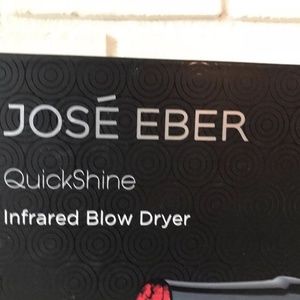 JOSÉ EBER
QuickShine
Infrared Blow Dryer